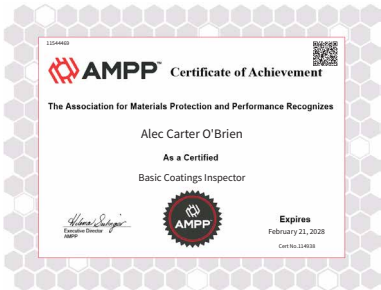 11544469
AMPP™ Certificate of Achievement
The Association for Materials Protection and Performance Recognizes
Alec Carter O'Brien
As a Certified
Basic Coatings Inspector
AMPP
Executive Director
AMPP
Expires
February 21, 2028
Cert No.114938